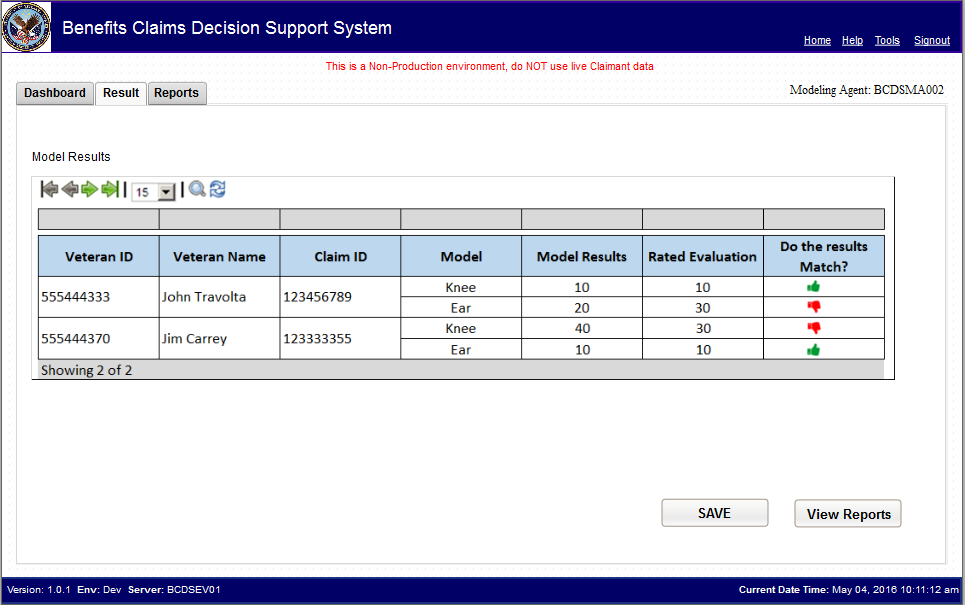 Benefits Claims Decision Support System
Home Help Tools Signout
This is a Non-Production environment, do NOT use live Claimant data
Dashboard Result Reports
Modeling Agent: BCDSMA002
Model Results
15
Veteran ID Veteran Name Claim ID Model Model Results Rated Evaluation Do the results Match?
555444333 John Travolta 123456789 Knee 10 10
Ear 20 30
555444370 Jim Carrey 123333355 Knee 40 30
Ear 10 10
Showing 2 of 2
SAVE View Reports
Version: 1.0.1 Env: Dev Server: BCDSEV01 Current Date Time: May 04, 2016 10:11:12 am